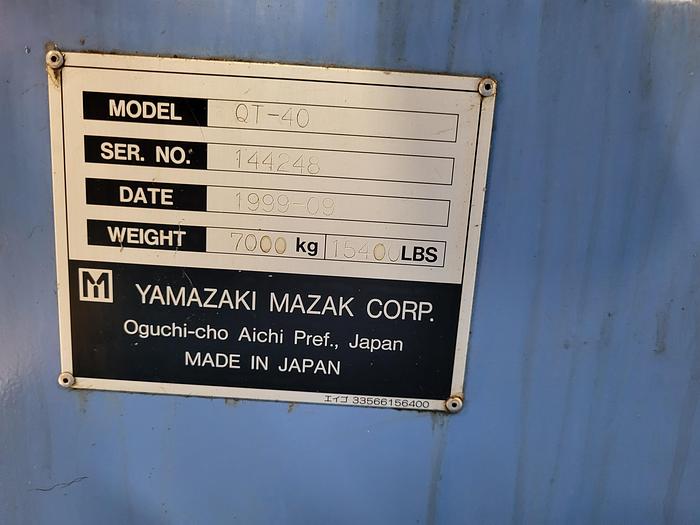 MODEL QT-40
SER. NO. 144248
DATE 1999-09
WEIGHT 7000 kg 15400 LBS
M YAMAZAKI MAZAK CORP.
Oguchi-cho Aichi Pref., Japan
MADE IN JAPAN
エイゴ 33566156400